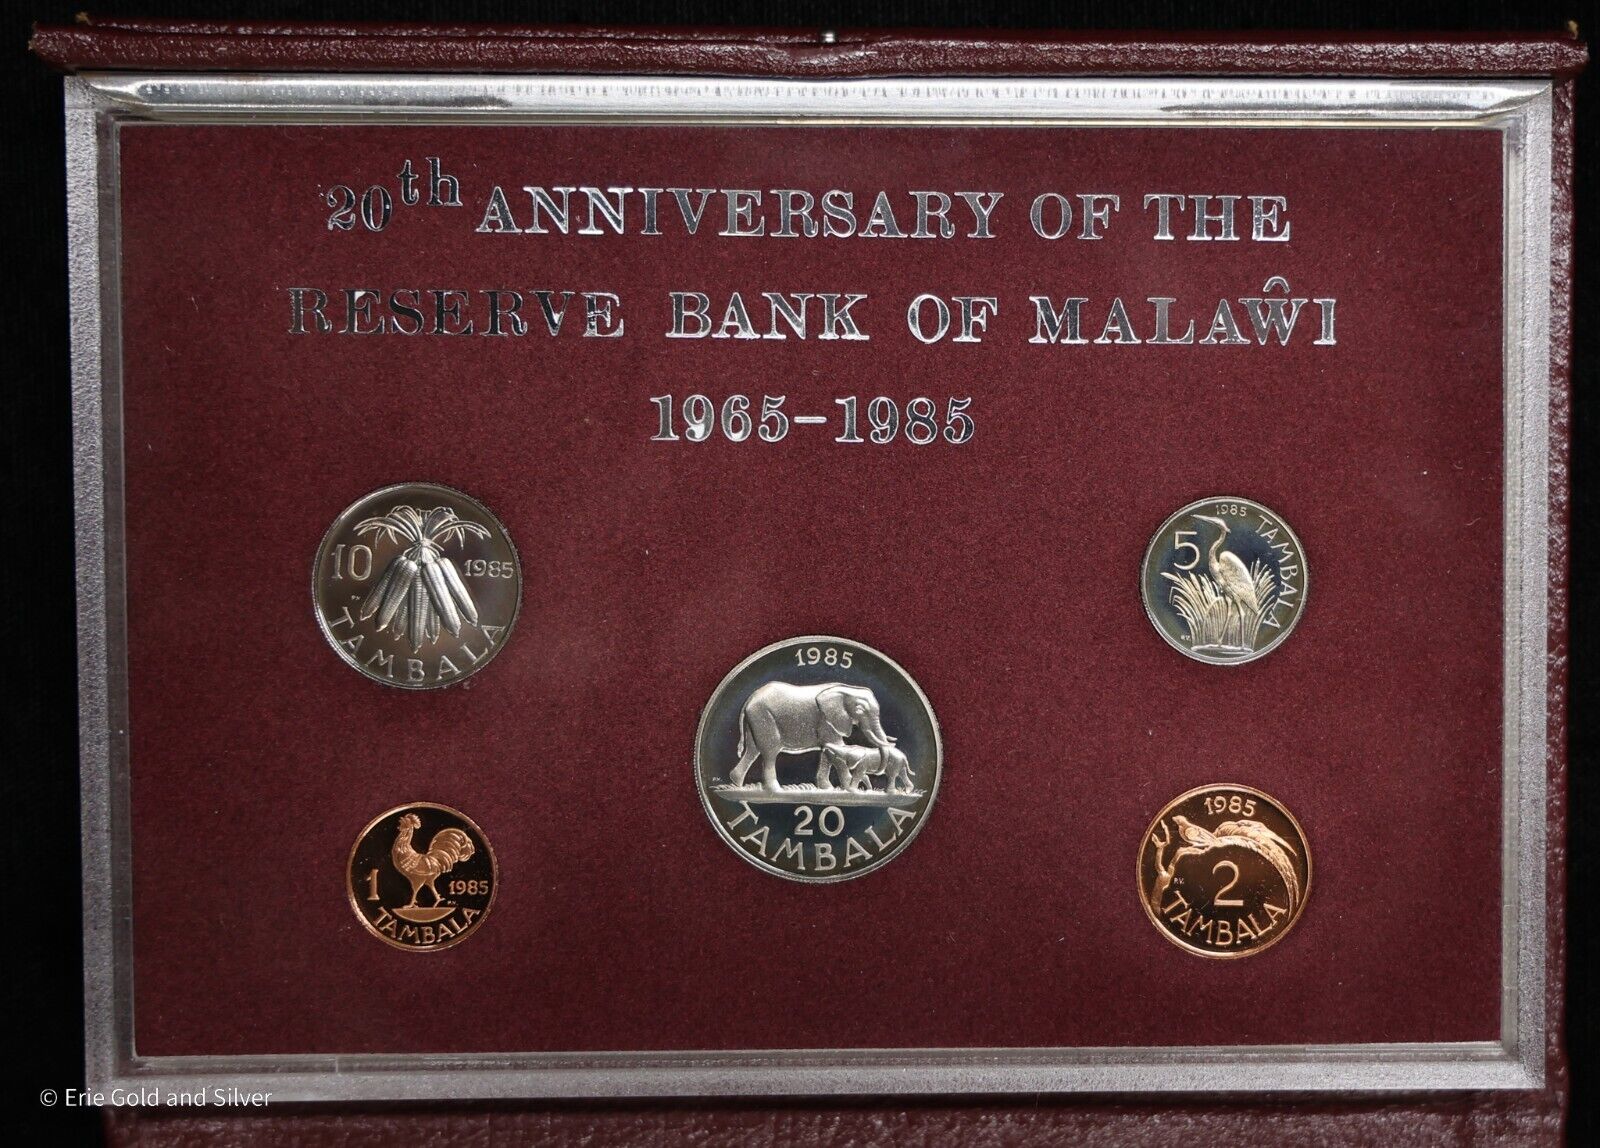 20th ANNIVERSARY OF THE
RESERVE BANK OF MALAŴI
1965-1985
10 1985
TAMBALA
1985 TAMBALA
5
1985
20
TAMBALA
1 1985
TAMBALA
1985
2
TAMBALA
© Erie Gold and Silver